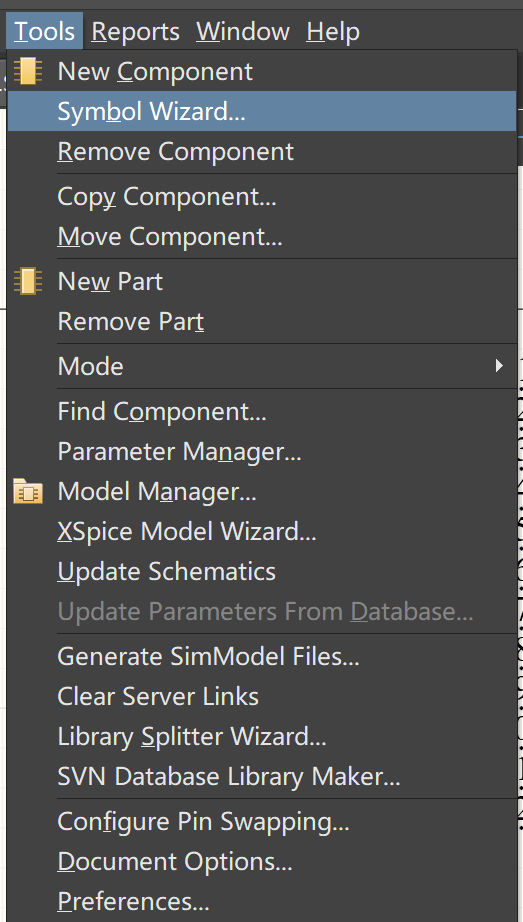 Tools Reports Window Help
New Component
Symbol Wizard...
Remove Component
Copy Component...
Move Component...
New Part
Remove Part
Mode
Find Component...
Parameter Manager...
Model Manager...
XSpice Model Wizard...
Update Schematics
Update Parameters From Database...
Generate SimModel Files...
Clear Server Links
Library Splitter Wizard...
SVN Database Library Maker...
Configure Pin Swapping...
Document Options...
Preferences...